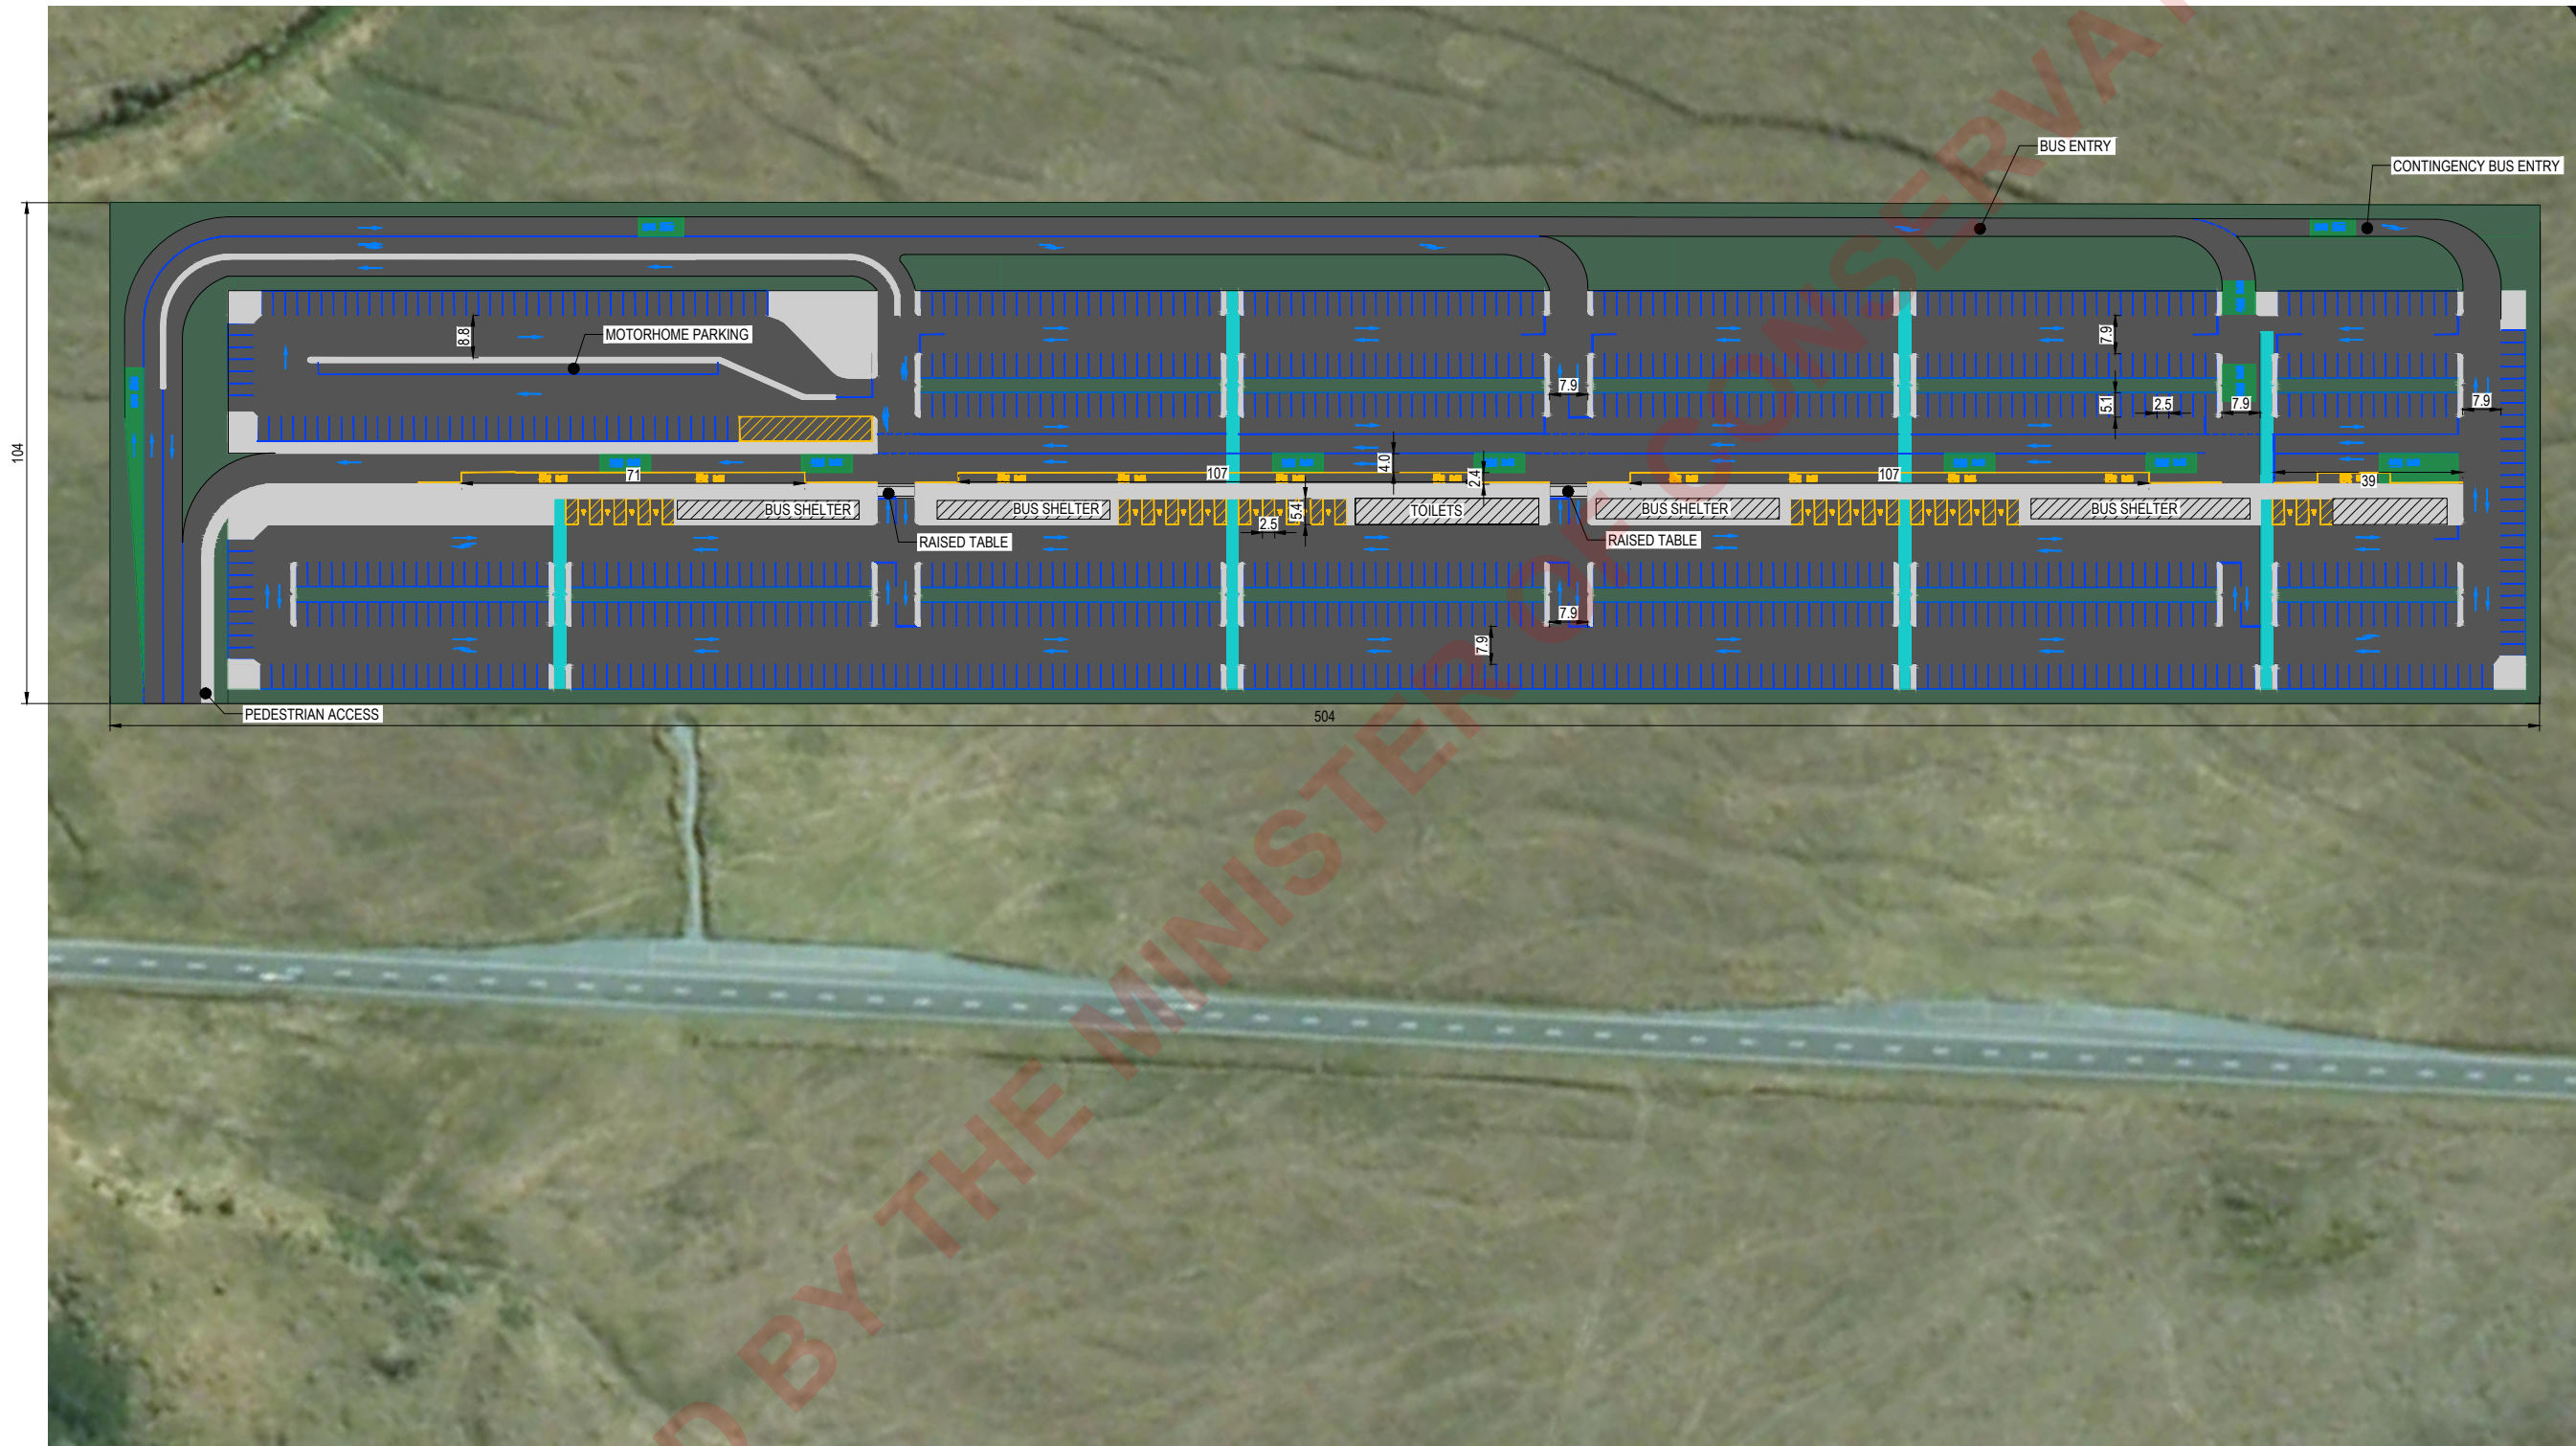 BUS ENTRY
CONTINGENCY BUS ENTRY
MOTORHOME PARKING
8.8
7.9
7.9
5.1
2.5
7.9
7.9
104
4.0
2.4
71
107
107
39
BUS SHELTER
BUS SHELTER
5.4
2.5
TOILETS
BUS SHELTER
BUS SHELTER
RAISED TABLE
RAISED TABLE
7.9
7.9
PEDESTRIAN ACCESS
504
D BY THE MINISTER OF CONSERVA